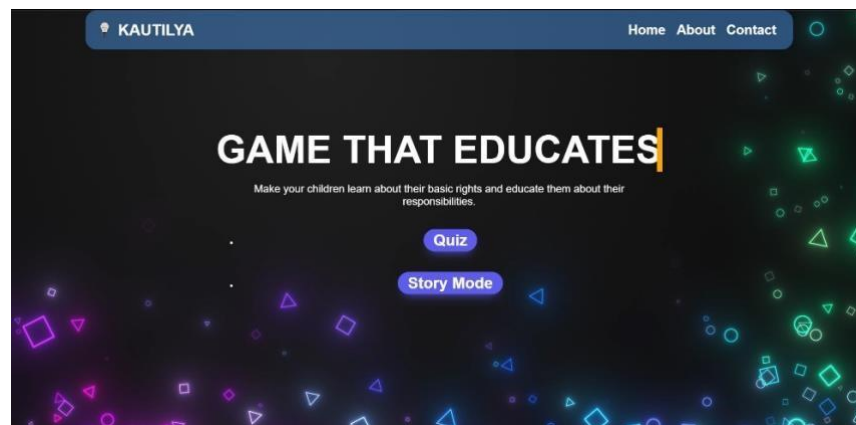 KAUTILYA
Home About Contact
GAME THAT EDUCATES
Make your children learn about their basic rights and educate them about their
responsibilities.
Quiz
Story Mode